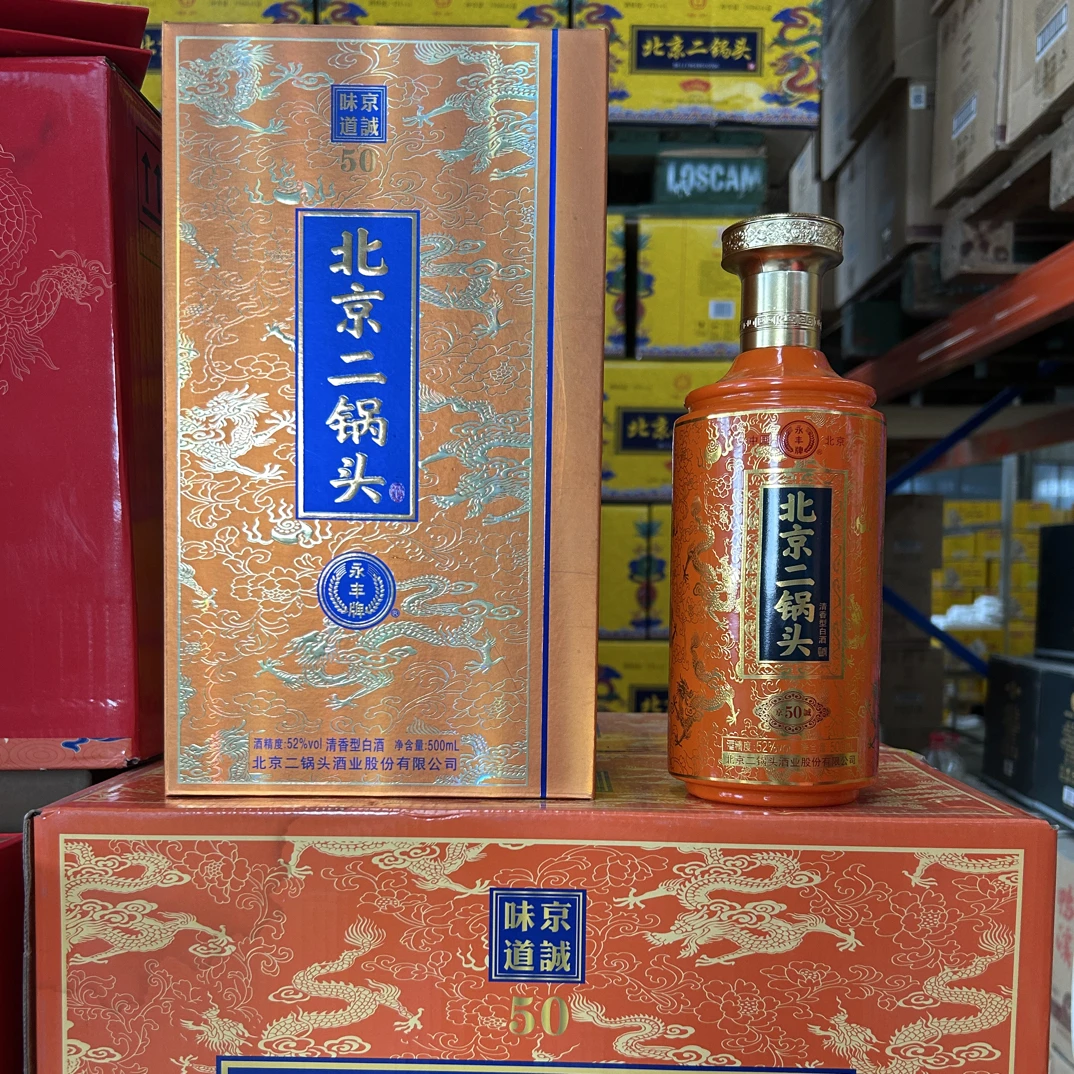 北京二锅头
味京
道誠
50
北京二锅头
永丰牌
酒精度:52%vol 清香型白酒 净含量:500mL
北京二锅头酒业股份有限公司
LOSCAM
中国
永丰牌
北京
北京二锅头
清香型白酒
50
誠
酒精度:52%
北京二锅头酒业股份有限公司
味京
道誠
50